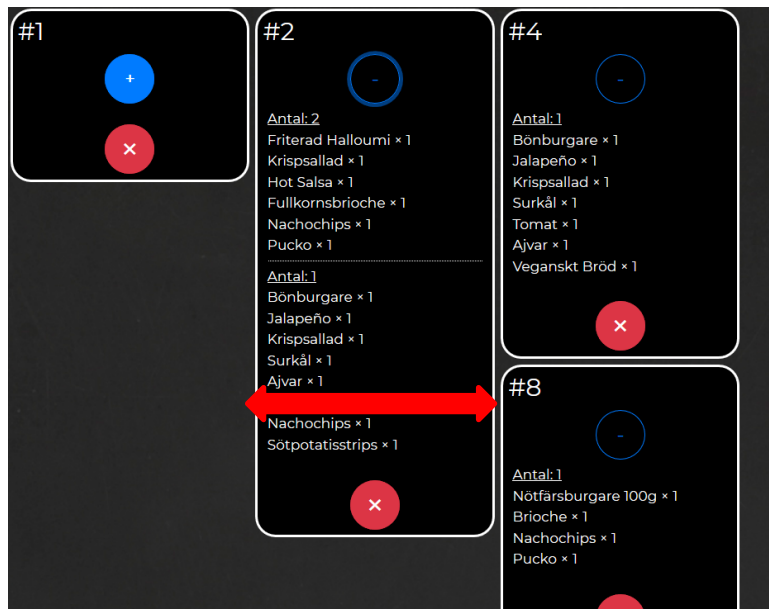 #1
+
×
#2
-
Antal: 2
Friterad Halloumi × 1
Krispsallad × 1
Hot Salsa × 1
Fullkornsbrioche × 1
Nachochips × 1
Pucko × 1
Antal: 1
Bönburgare × 1
Jalapeño × 1
Krispsallad × 1
Surkål × 1
Ajvar × 1
Nachochips × 1
Sötpotatisstrips × 1
×
#4
-
Antal: 1
Bönburgare × 1
Jalapeño × 1
Krispsallad × 1
Surkål × 1
Tomat × 1
Ajvar × 1
Veganskt Bröd × 1
×
#8
-
Antal: 1
Nötfärsburgare 100g × 1
Brioche × 1
Nachochips × 1
Pucko × 1